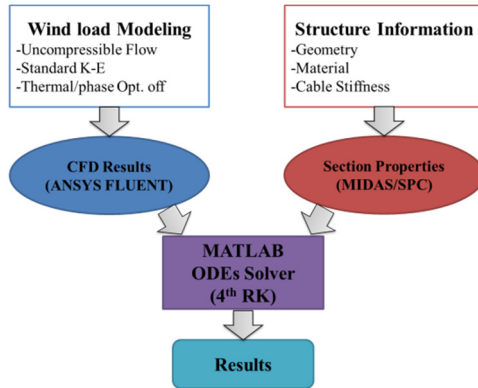 Wind load Modeling
-Uncompressible Flow
-Standard K-E
-Thermal/phase Opt. off
Structure Information
-Geometry
-Material
-Cable Stiffness
CFD Results
(ANSYS FLUENT)
Section Properties
(MIDAS/SPC)
MATLAB
ODEs Solver
(4th RK)
Results